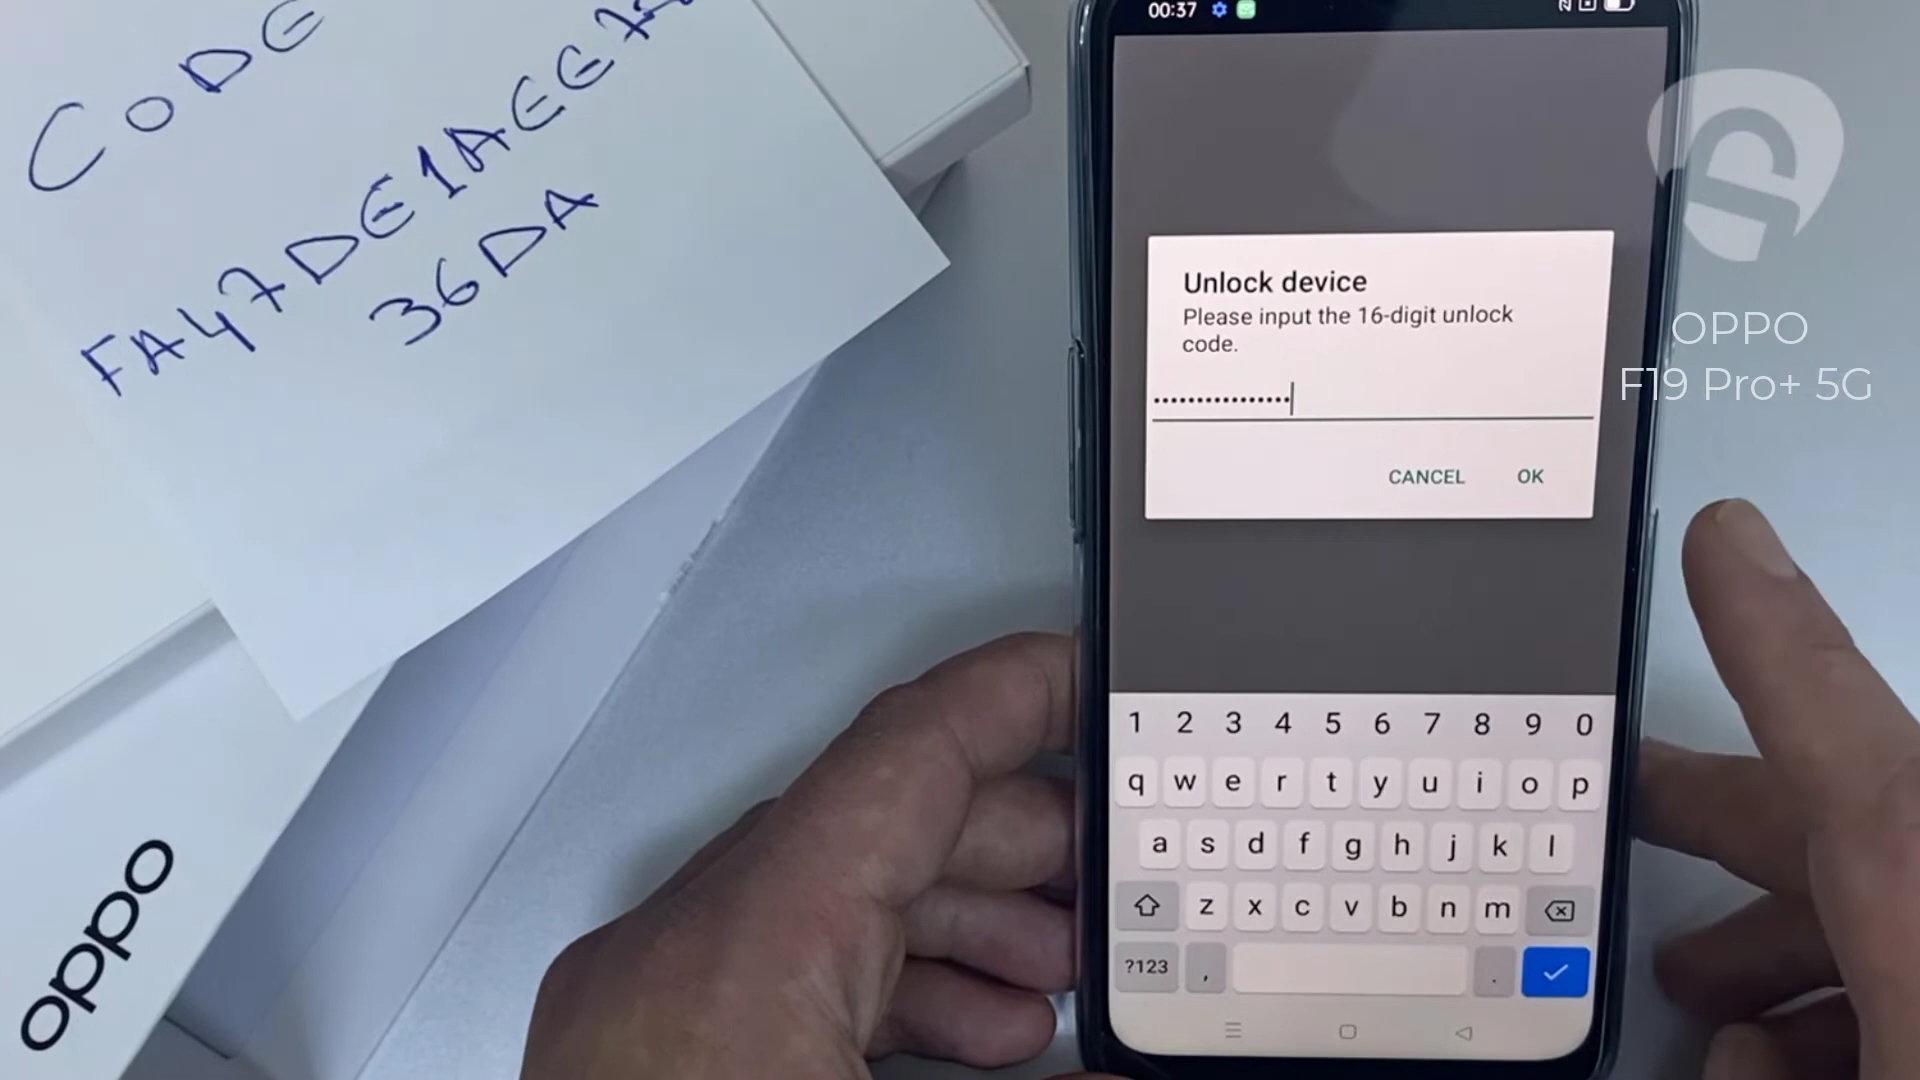 CODE
36DA
oppo
00:37
Unlock device
Please input the 16-digit unlock
code.
................
CANCEL OK
1 2 3 4 5 6 7 8 9 0
q w e r t y u i o p
a s d f g h j k l
z x c v b n m
?123 , .
OPPO
F19 Pro+ 5G